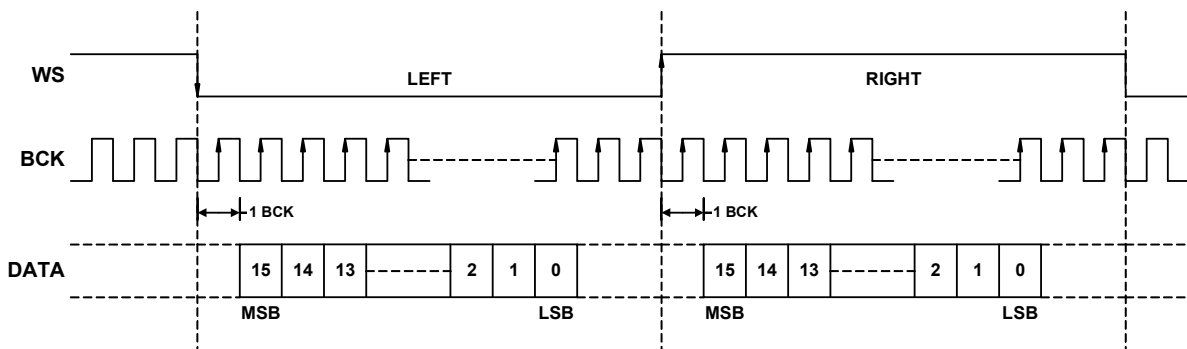 WS
LEFT
RIGHT
BCK
1 BCK
1 BCK
DATA
15 14 13 2 1 0 15 14 13 2 1 0
MSB LSB MSB LSB